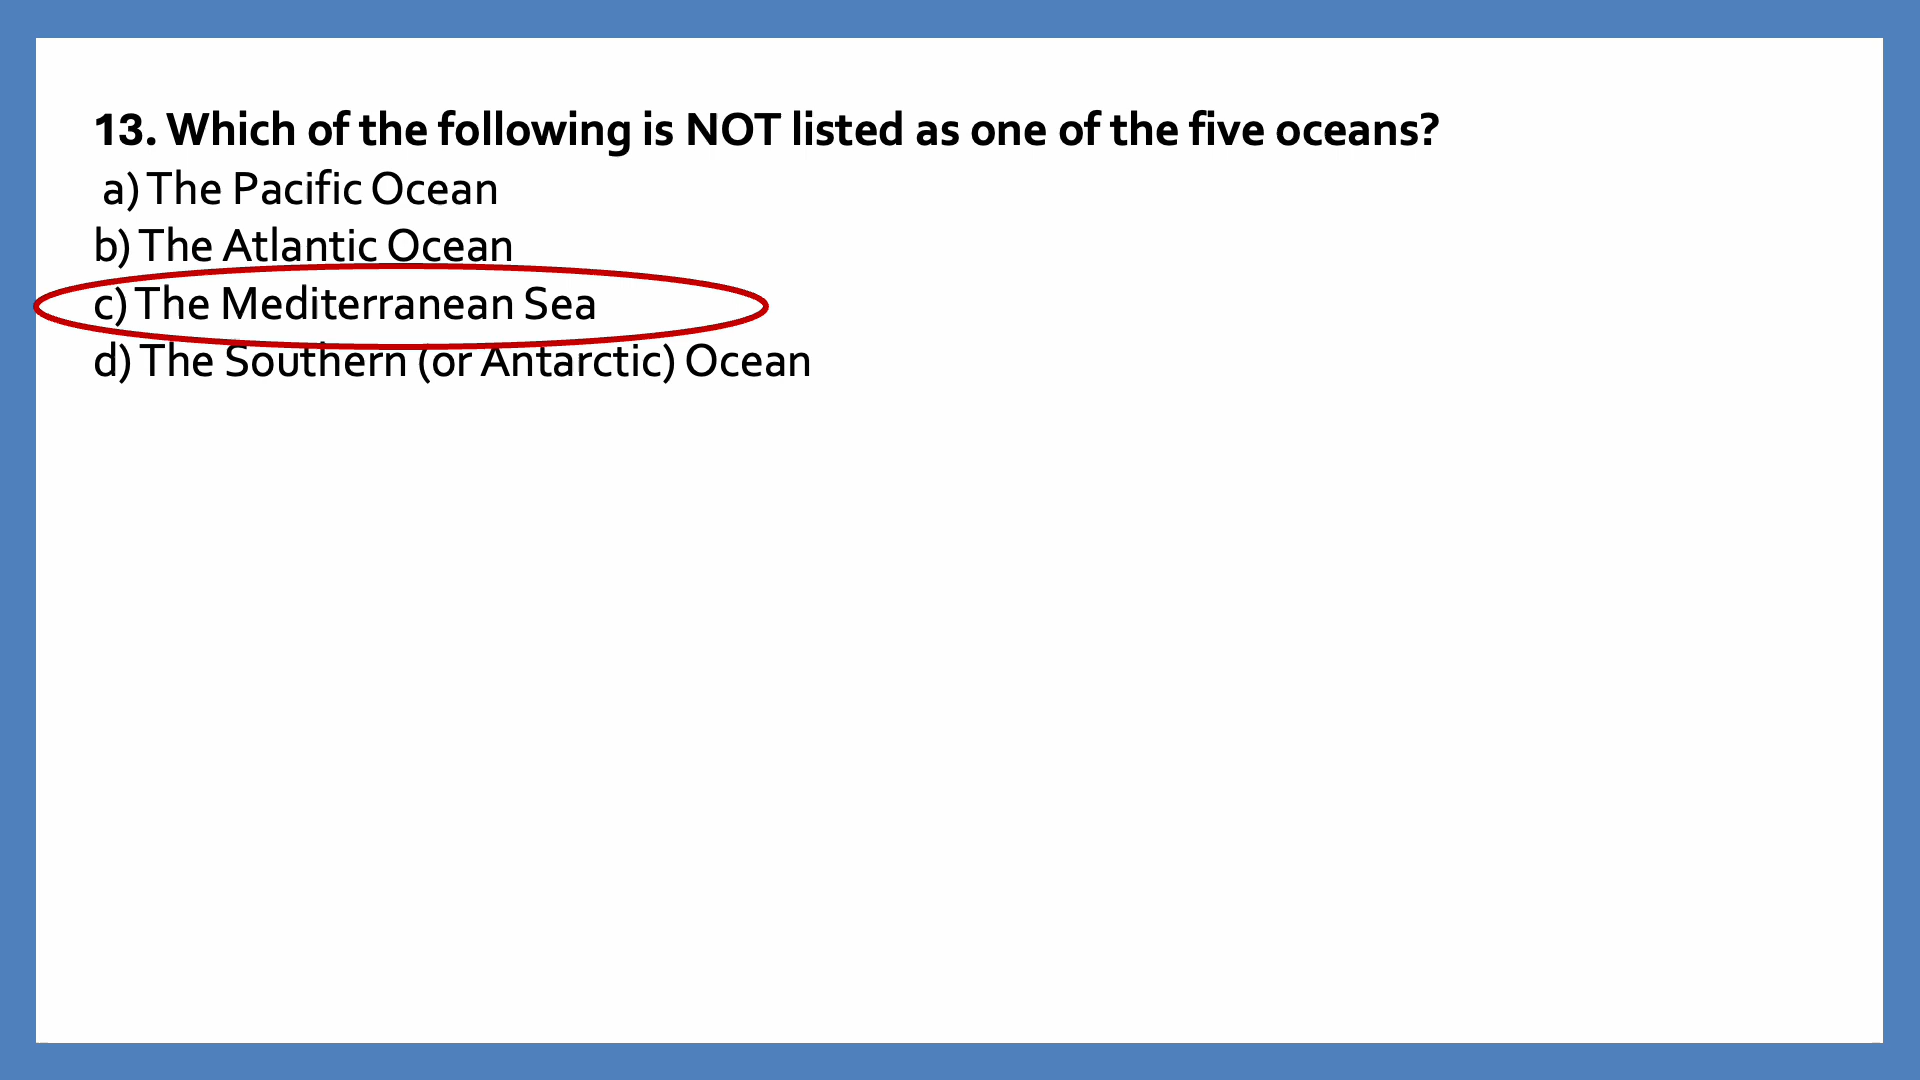 13. Which of the following is NOT listed as one of the five oceans?
a) The Pacific Ocean
b) The Atlantic Ocean
c) The Mediterranean Sea
d) The Southern (or Antarctic) Ocean